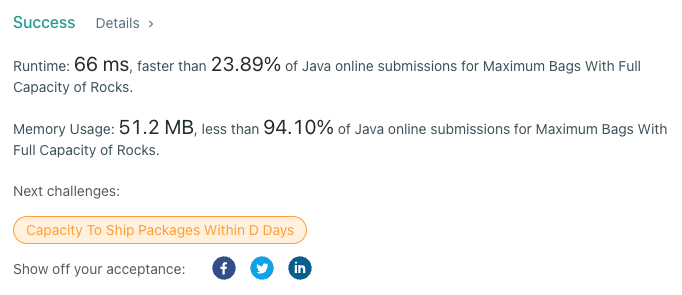 Success Details >
Runtime: 66 ms, faster than 23.89% of Java online submissions for Maximum Bags With Full
Capacity of Rocks.
Memory Usage: 51.2 MB, less than 94.10% of Java online submissions for Maximum Bags With
Full Capacity of Rocks.
Next challenges:
Capacity To Ship Packages Within D Days
Show off your acceptance: f in